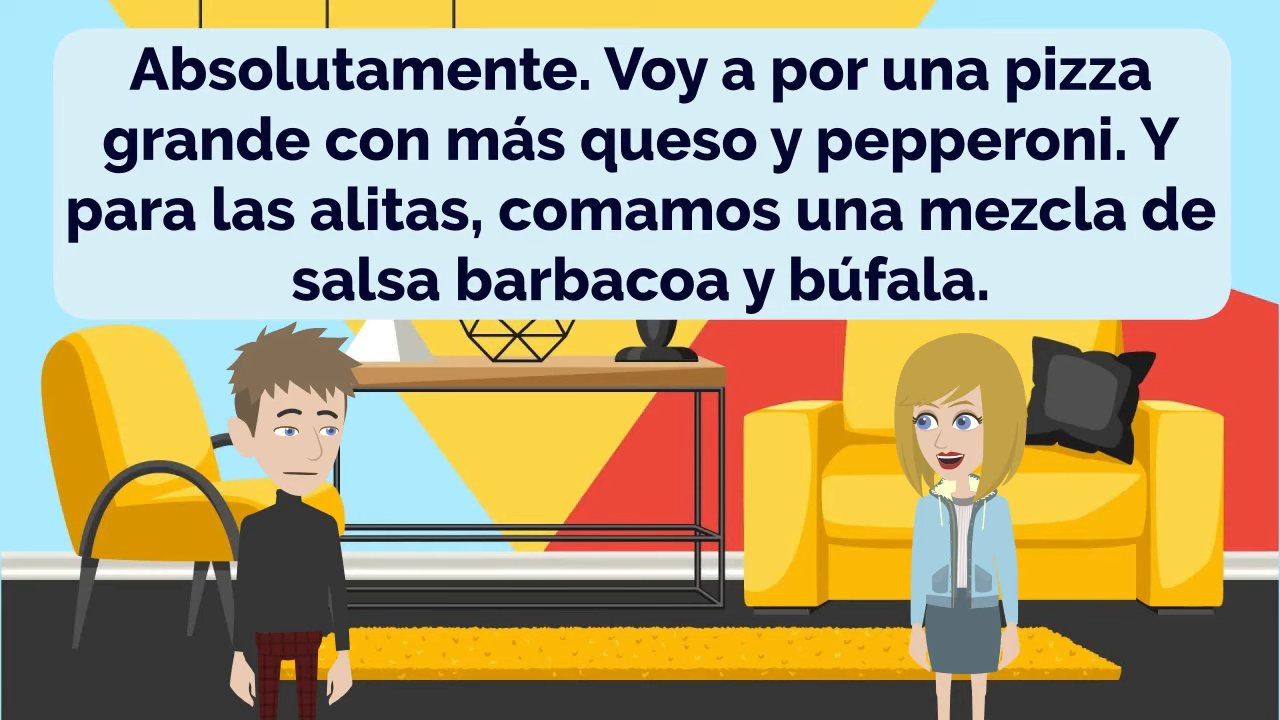 Absolutamente. Voy a por una pizza
grande con más queso y pepperoni. Y
para las alitas, comamos una mezcla de
salsa barbacoa y búfala.